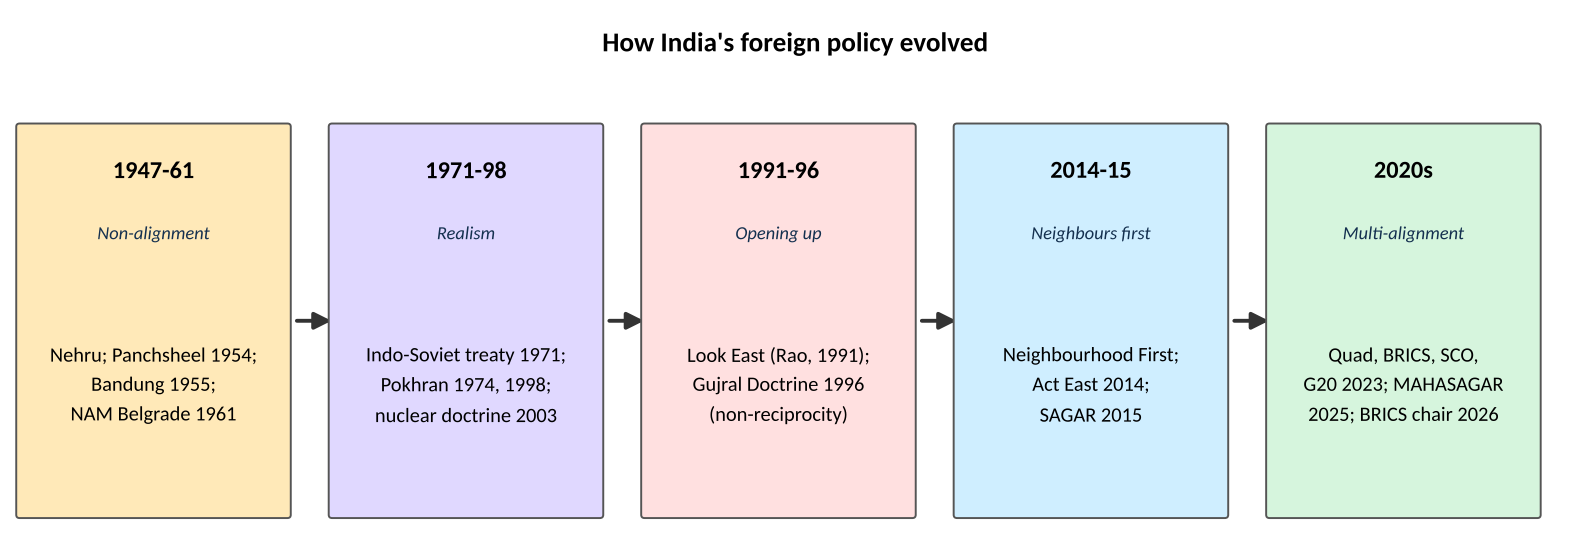 How India's foreign policy evolved
1947-61
Non-alignment
Nehru; Panchsheel 1954;
Bandung 1955;
NAM Belgrade 1961
1971-98
Realism
Indo-Soviet treaty 1971;
Pokhran 1974, 1998;
nuclear doctrine 2003
1991-96
Opening up
Look East (Rao, 1991);
Gujral Doctrine 1996
(non-reciprocity)
2014-15
Neighbours first
Neighbourhood First;
Act East 2014;
SAGAR 2015
2020s
Multi-alignment
Quad, BRICS, SCO,
G20 2023; MAHASAGAR
2025; BRICS chair 2026